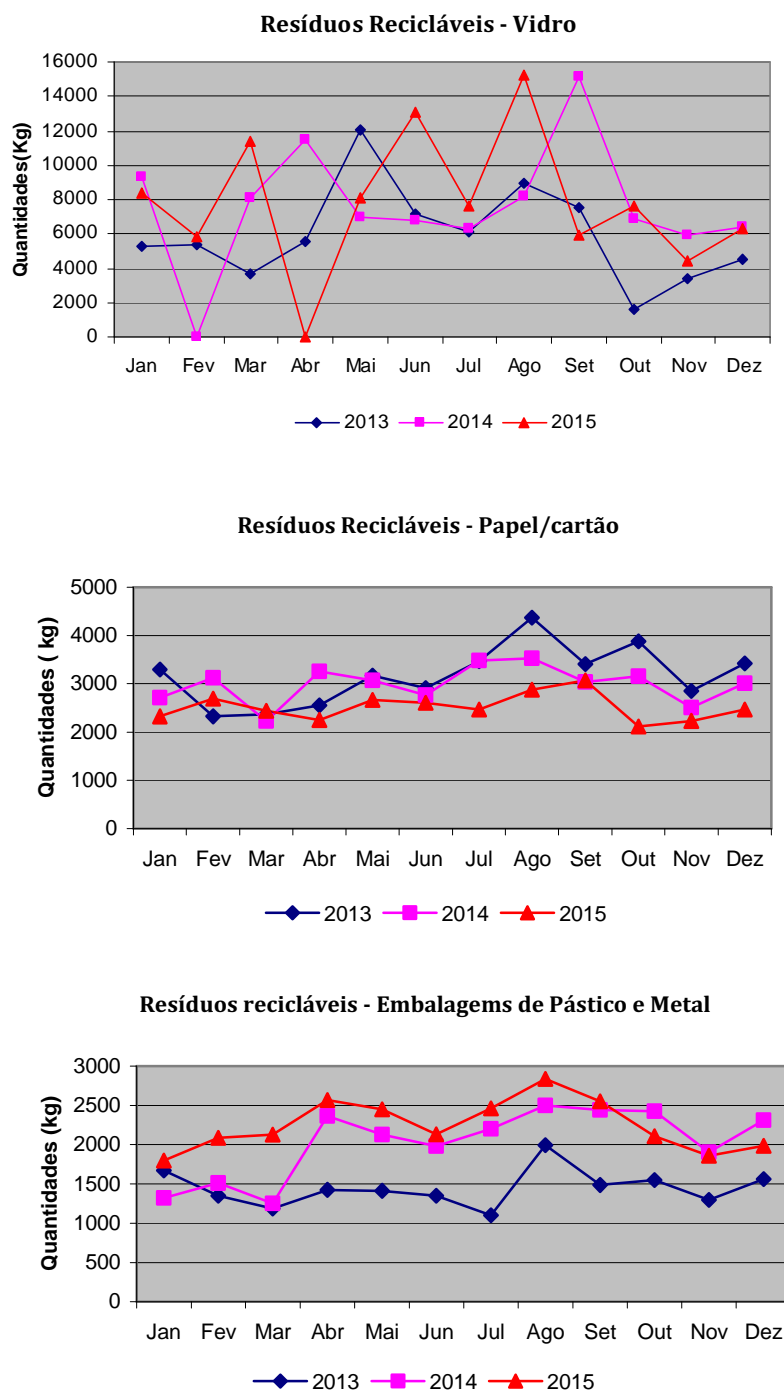 Resíduos Recicláveis - Vidro
Quantidades(Kg)
16000
14000
12000
10000
8000
6000
4000
2000
0
Jan Fev Mar Abr Mai Jun Jul Ago Set Out Nov Dez
2013 2014 2015
Resíduos Recicláveis - Papel/cartão
Quantidades ( kg)
5000
4000
3000
2000
1000
0
Jan Fev Mar Abr Mai Jun Jul Ago Set Out Nov Dez
2013 2014 2015
Resíduos recicláveis - Embalagems de Pástico e Metal
Quantidades (kg)
3000
2500
2000
1500
1000
500
0
Jan Fev Mar Abr Mai Jun Jul Ago Set Out Nov Dez
2013 2014 2015